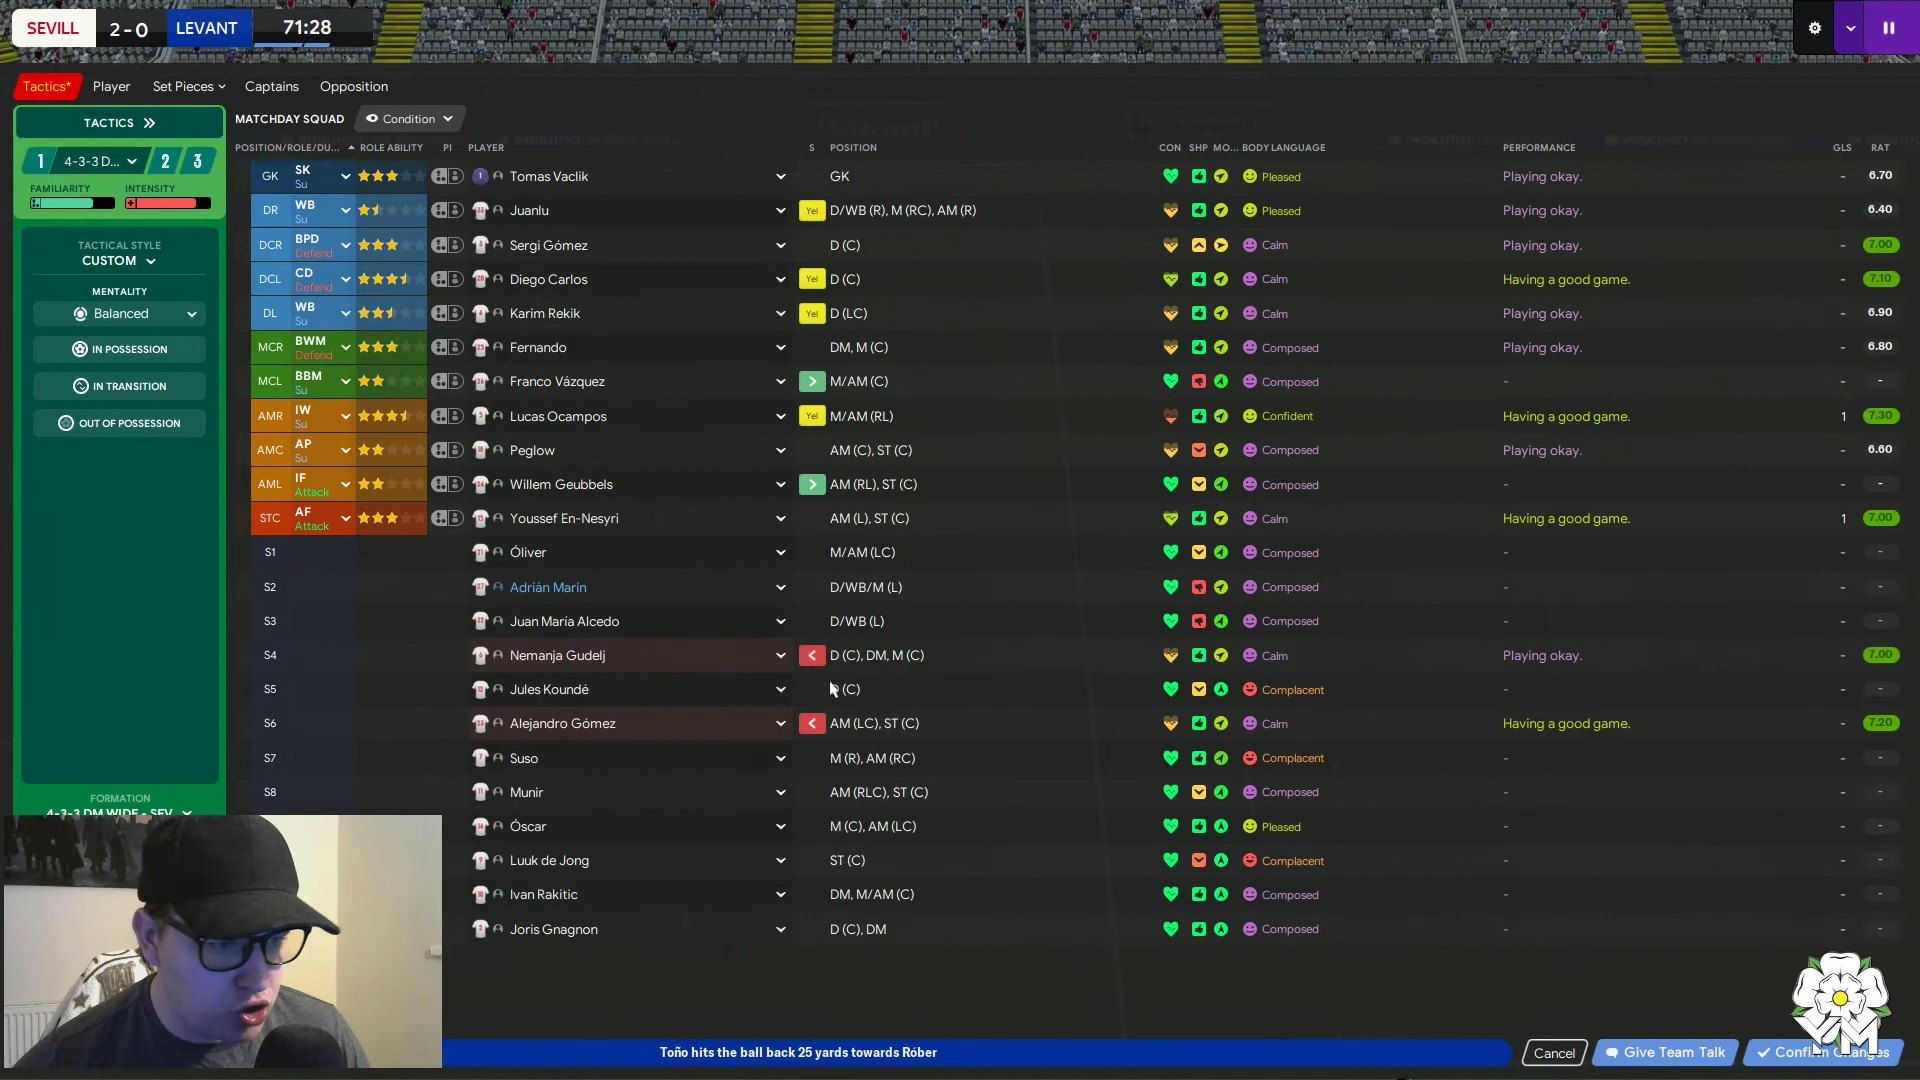 SEVILL 2 - 0 LEVANT 71:28
Tactics* Player Set Pieces Captains Opposition
TACTICS
MATCHDAY SQUAD Condition
POSITION/ROLE/DU... ROLE ABILITY PI PLAYER S POSITION CON SHP MO... BODY LANGUAGE PERFORMANCE GLS RAT
1 4-3-3 D... 2 3
FAMILIARITY INTENSITY
TACTICAL STYLE
CUSTOM
MENTALITY
Balanced
IN POSSESSION
IN TRANSITION
OUT OF POSSESSION
FORMATION
4-3-3 DM WIDE - SEV
GK SK Su Tomas Vaclik GK Pleased Playing okay. - 6.70
DR WB Su Juanlu Yel D/WB (R), M (RC), AM (R) Pleased Playing okay. - 6.40
DCR BPD Defend Sergi Gómez D (C) Calm Playing okay. - 7.00
DCL CD Defend Diego Carlos Yel D (C) Calm Having a good game. - 7.10
DL WB Su Karim Rekik Yel D (LC) Calm Playing okay. - 6.90
MCR BWM Defend Fernando DM, M (C) Composed Playing okay. - 6.80
MCL BBM Su Franco Vázquez M/AM (C) Composed - - -
AMR IW Su Lucas Ocampos Yel M/AM (RL) Confident Having a good game. 1 7.30
AMC AP Su Peglow AM (C), ST (C) Composed Playing okay. - 6.60
AML IF Attack Willem Geubbels AM (RL), ST (C) Composed - - -
STC AF Attack Youssef En-Nesyri AM (L), ST (C) Calm Having a good game. 1 7.00
S1 Óliver M/AM (LC) Composed - - -
S2 Adrián Marín D/WB/M (L) Composed - - -
S3 Juan María Alcedo D/WB (L) Composed - - -
S4 Nemanja Gudelj D (C), DM, M (C) Calm Playing okay. - 7.00
S5 Jules Koundé (C) Complacent - - -
S6 Alejandro Gómez AM (LC), ST (C) Calm Having a good game. - 7.20
S7 Suso M (R), AM (RC) Complacent - - -
S8 Munir AM (RLC), ST (C) Composed - - -
Óscar M (C), AM (LC) Pleased - - -
Luuk de Jong ST (C) Complacent - - -
Ivan Rakitic DM, M/AM (C) Composed - - -
Joris Gnagnon D (C), DM Composed - - -
Toño hits the ball back 25 yards towards Róber
Cancel Give Team Talk Confirm Changes